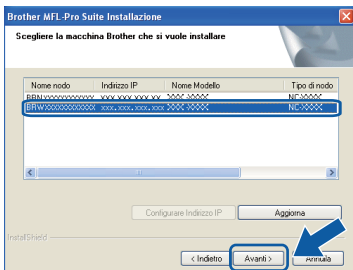 Brother MFL-Pro Suite Installazione
Scegliere la macchina Brother che si vuole installare
Nome nodo Indirizzo IP Nome Modello Tipo di nodo
BRNXXXXXXXXXXXX XXX.XXX.XXX.XX XXX-XXXX NC-XXXX
BRWXXXXXXXXXXXX xxx.xxx.xxx.xxx XXX-XXXX NC-XXXX
Configurare Indirizzo IP Aggiorna
InstallShield
< Indietro Avanti > Annulla